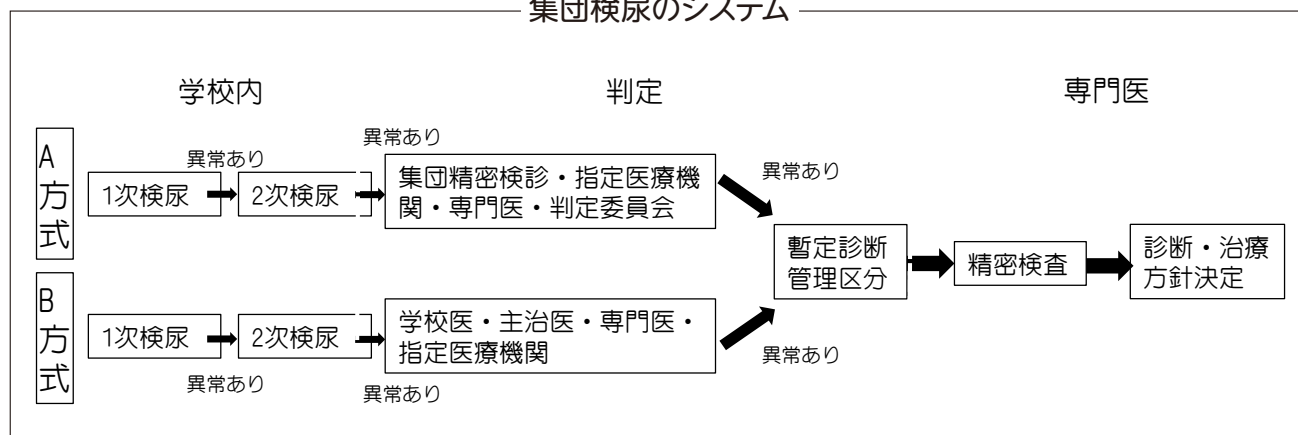 集団検尿のシステム
学校内
判定
専門医
A
方
式
1次検尿
異常あり
2次検尿
異常あり
集団精密検診・指定医療機
関・専門医・判定委員会
異常あり
B
方
式
1次検尿
異常あり
2次検尿
異常あり
学校医・主治医・専門医・
指定医療機関
異常あり
暫定診断
管理区分
精密検査
診断・治療
方針決定